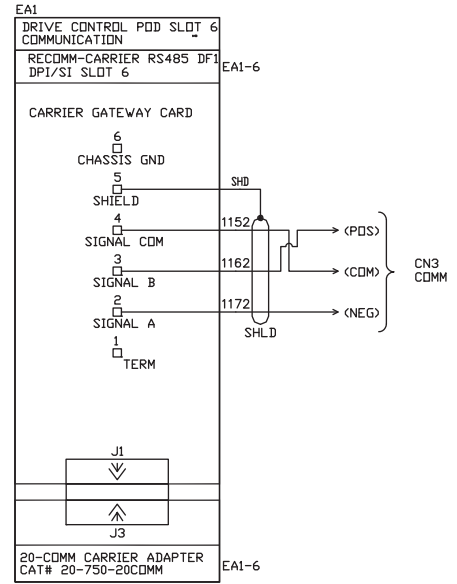 EA1
DRIVE CONTROL POD SLOT 6
COMMUNICATION -
RECOMM-CARRIER RS485 DF1
DPI/SI SLOT 6
EA1-6
CARRIER GATEWAY CARD
6
CHASSIS GND
5
SHIELD
SHD
4
SIGNAL COM
1152
(POS)
3
SIGNAL B
1162
(COM)
CN3
COMM
2
SIGNAL A
1172
(NEG)
SHLD
1
TERM
J1
J3
20-COMM CARRIER ADAPTER
CAT# 20-750-20COMM
EA1-6